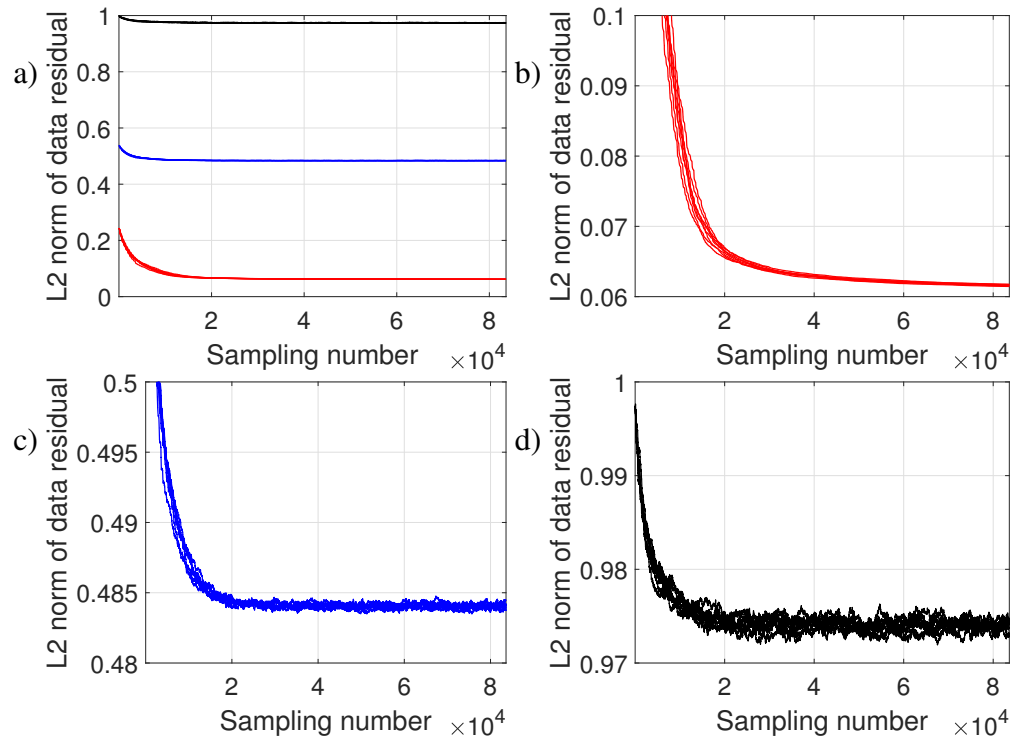 a)
L2 norm of data residual
1
0.8
0.6
0.4
0.2
0
2 4 6 8
Sampling number ×10^4
b)
L2 norm of data residual
0.1
0.09
0.08
0.07
0.06
2 4 6 8
Sampling number ×10^4
c)
L2 norm of data residual
0.5
0.495
0.49
0.485
0.48
2 4 6 8
Sampling number ×10^4
d)
L2 norm of data residual
1
0.99
0.98
0.97
2 4 6 8
Sampling number ×10^4